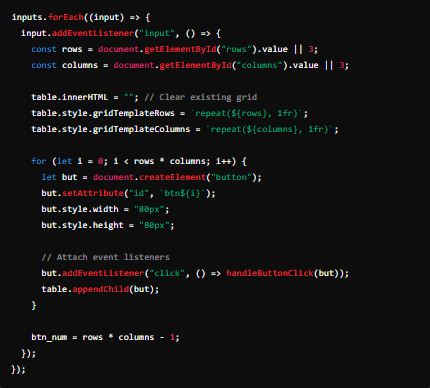 inputs.forEach((input) => {
  input.addEventListener("input", () => {
    const rows = document.getElementById("rows").value || 3;
    const columns = document.getElementById("columns").value || 3;

    table.innerHTML = ""; // Clear existing grid
    table.style.gridTemplateRows = `repeat(${rows}, 1fr)`;
    table.style.gridTemplateColumns = `repeat(${columns}, 1fr)`;

    for (let i = 0; i < rows * columns; i++) {
      let but = document.createElement("button");
      but.setAttribute("id", `btn${i}`);
      but.style.width = "80px";
      but.style.height = "80px";

      // Attach event listeners
      but.addEventListener("click", () => handleButtonClick(but));
      table.appendChild(but);
    }

    btn_num = rows * columns - 1;
  });
});